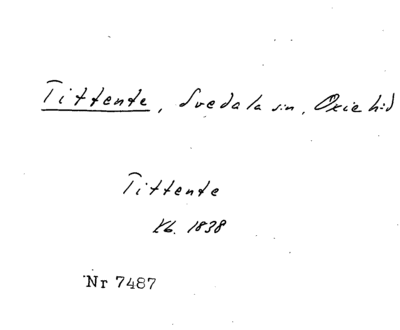 Tittente, Svedala sn, Oxie hd
Tittente
Kb. 1838
Nr 7487